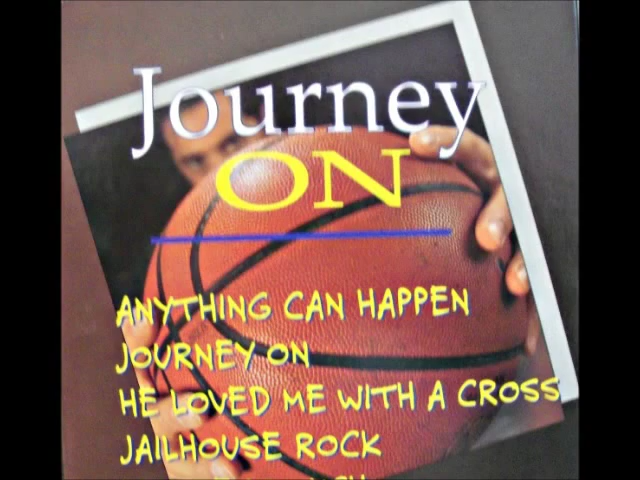 Journey
ON
ANYTHING CAN HAPPEN
JOURNEY ON
HE LOVED ME WITH A CROSS
JAILHOUSE ROCK